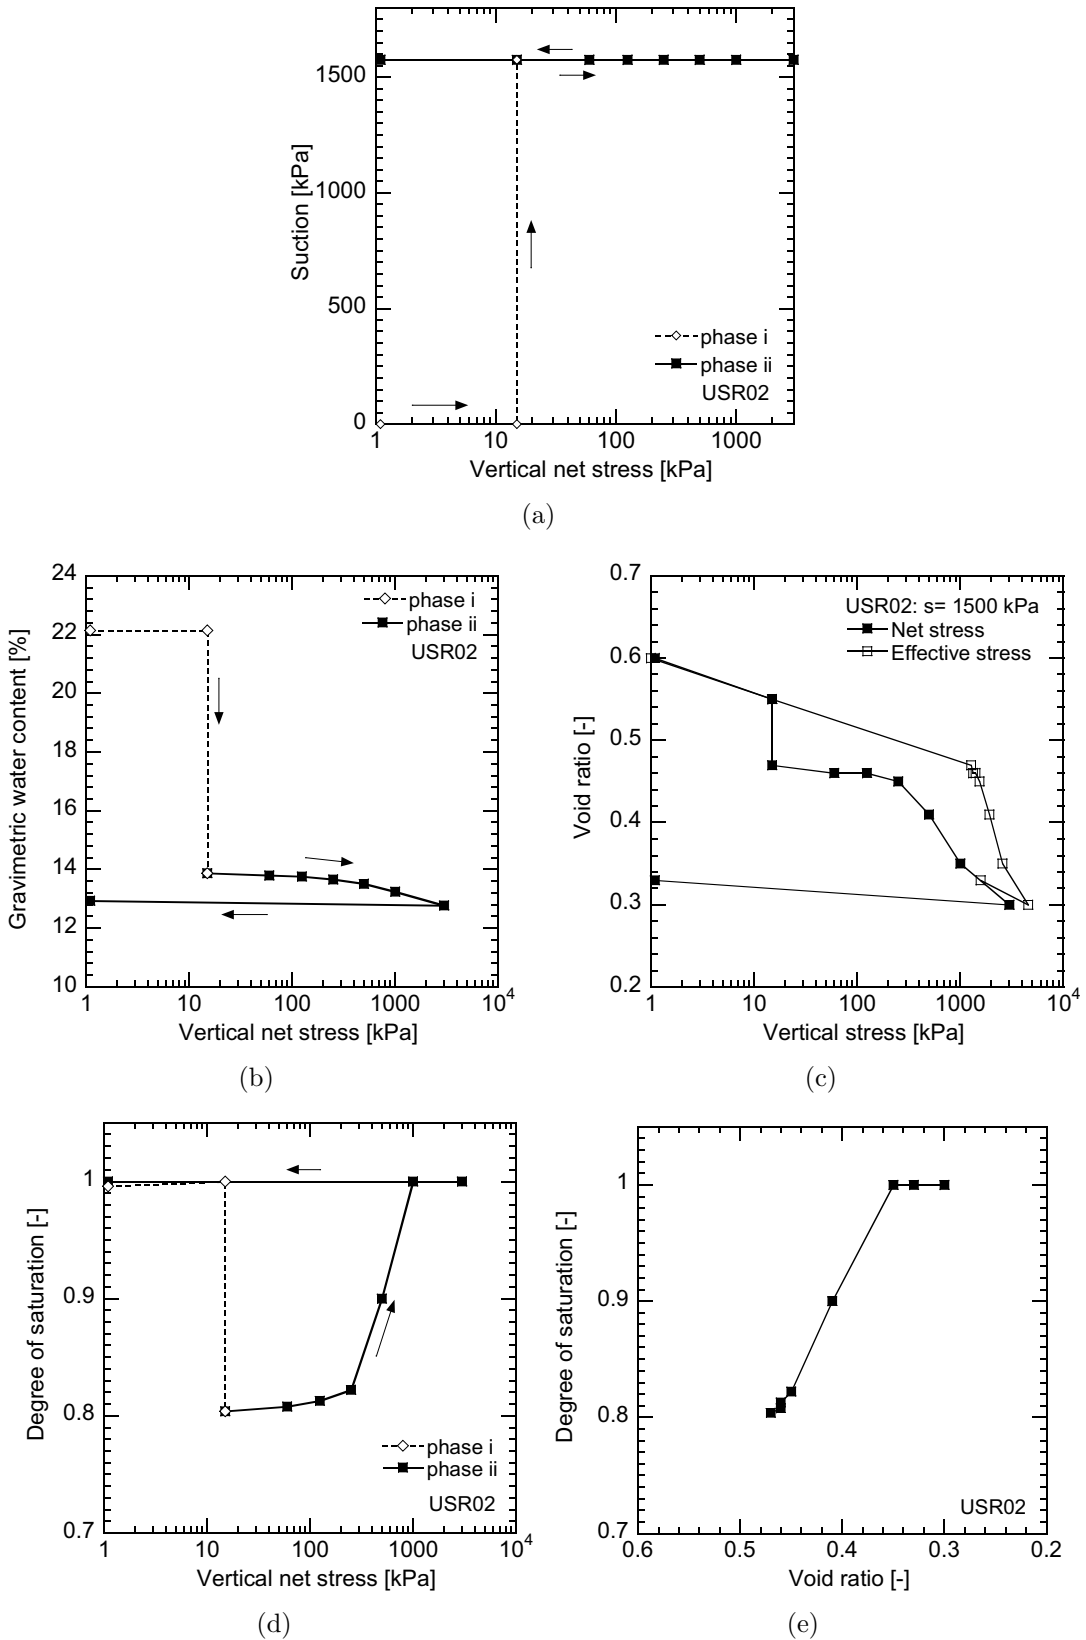 1500
1000
500
0
Suction [kPa]
phase i
phase ii
USR02
1 10 100 1000
Vertical net stress [kPa]
(a)
24
22
20
18
16
14
12
10
Gravimetric water content [%]
phase i
phase ii
USR02
1 10 100 1000 10^4
Vertical net stress [kPa]
(b)
0.7
0.6
0.5
0.4
0.3
0.2
Void ratio [-]
USR02: s= 1500 kPa
Net stress
Effective stress
1 10 100 1000 10^4
Vertical stress [kPa]
(c)
1
0.9
0.8
0.7
Degree of saturation [-]
phase i
phase ii
USR02
1 10 100 1000 10^4
Vertical net stress [kPa]
(d)
1
0.9
0.8
0.7
Degree of saturation [-]
USR02
0.6 0.5 0.4 0.3 0.2
Void ratio [-]
(e)